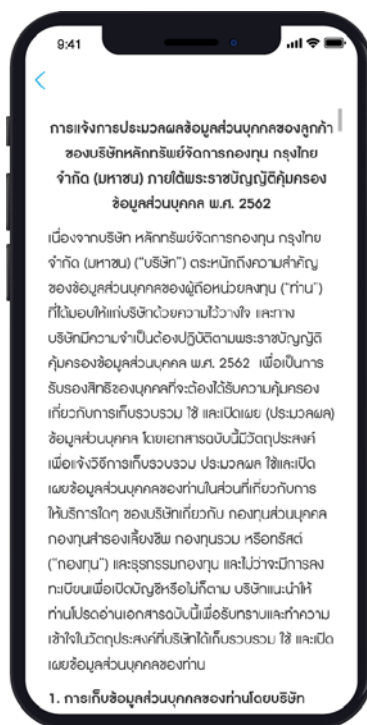 9:41
การแจ้งการประมวลผลข้อมูลส่วนบุคคลของลูกค้า
ของบริษัทหลักทรัพย์จัดการกองทุน กรุงไทย
จำกัด (มหาชน) ภายใต้พระราชบัญญัติคุ้มครอง
ข้อมูลส่วนบุคคล พ.ศ. 2562
เนื่องจากบริษัท หลักทรัพย์จัดการกองทุน กรุงไทย
จำกัด (มหาชน) ("บริษัท") ตระหนักถึงความสำคัญ
ของข้อมูลส่วนบุคคลของผู้ถือหน่วยลงทุน ("ท่าน")
ที่ได้มอบให้แก่บริษัทด้วยความไว้วางใจ และทาง
บริษัทมีความจำเป็นต้องปฏิบัติตามพระราชบัญญัติ
คุ้มครองข้อมูลส่วนบุคคล พ.ศ. 2562 เพื่อเป็นการ
รับรองสิทธิของบุคคลที่จะต้องได้รับความคุ้มครอง
เกี่ยวกับการเก็บรวบรวม ใช้ และเปิดเผย (ประมวลผล)
ข้อมูลส่วนบุคคล โดยเอกสารฉบับนี้มีวัตถุประสงค์
เพื่อแจ้งวิธีการเก็บรวบรวม ประมวลผล ใช้และเปิด
เผยข้อมูลส่วนบุคคลของท่านในส่วนที่เกี่ยวกับการ
ให้บริการใดๆ ของบริษัทเกี่ยวกับ กองทุนส่วนบุคคล
กองทุนสำรองเลี้ยงชีพ กองทุนรวม หรือทรัสต์
("กองทุน") และธุรกรรมกองทุน และไม่ว่าจะมีการลง
ทะเบียนเพื่อเปิดบัญชีหรือไม่ก็ตาม บริษัทแนะนำให้
ท่านโปรดอ่านเอกสารฉบับนี้เพื่อรับทราบและทำความ
เข้าใจในวัตถุประสงค์ที่บริษัทได้เก็บรวบรวม ใช้ และเปิด
เผยข้อมูลส่วนบุคคลของท่าน
1. การเก็บข้อมูลส่วนบุคคลของท่านโดยบริษัท